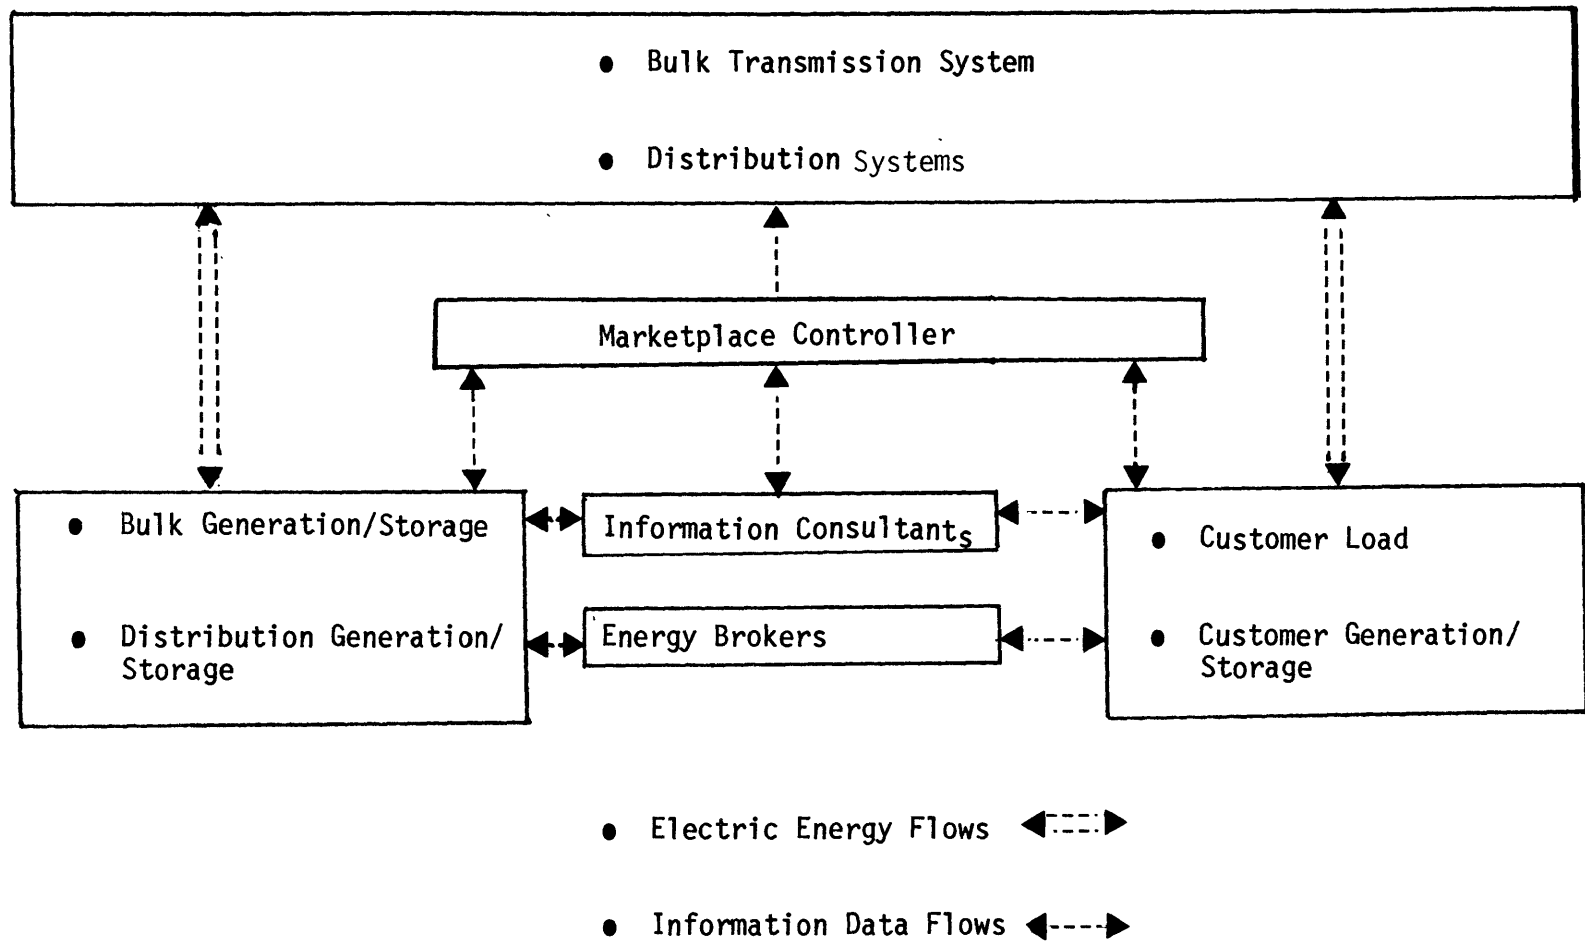 ● Bulk Transmission System
● Distribution Systems
Marketplace Controller
● Bulk Generation/Storage
● Distribution Generation/
Storage
Information Consultants
Energy Brokers
● Customer Load
● Customer Generation/
Storage
● Electric Energy Flows
● Information Data Flows